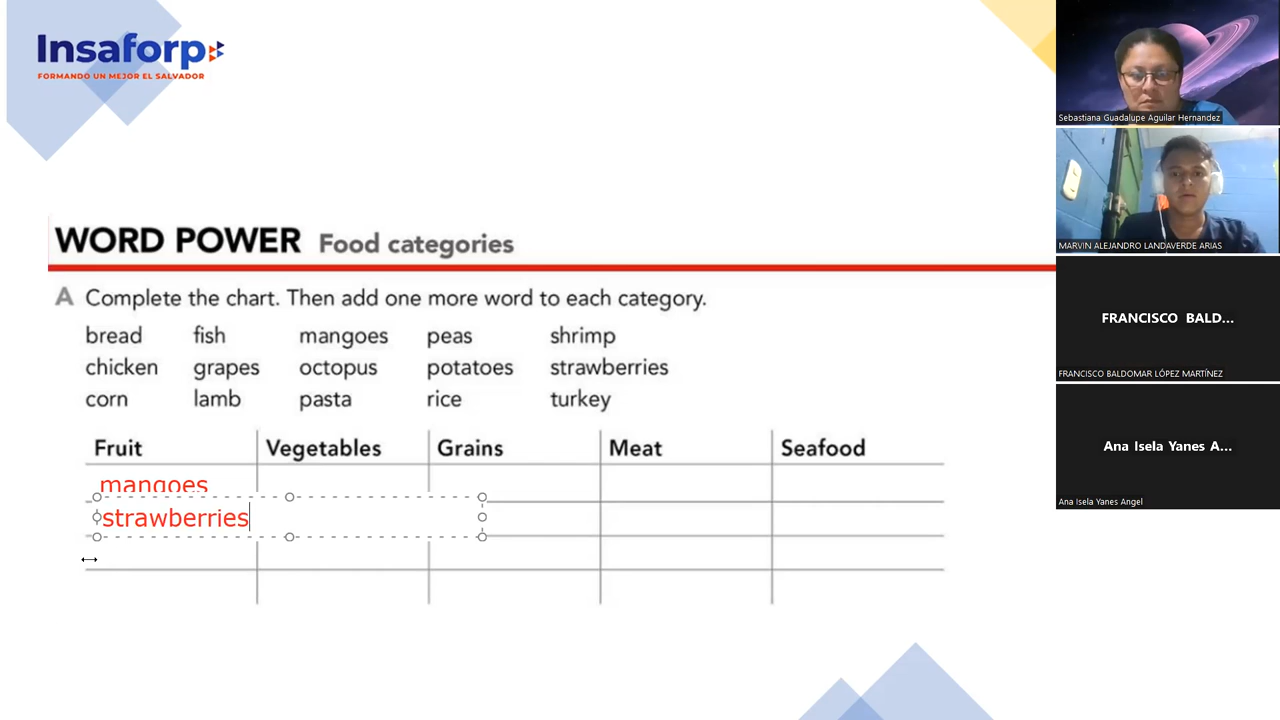 Insaforp
FORMANDO UN MEJOR EL SALVADOR
WORD POWER Food categories
A Complete the chart. Then add one more word to each category.
bread fish mangoes peas shrimp
chicken grapes octopus potatoes strawberries
corn lamb pasta rice turkey
Fruit Vegetables Grains Meat Seafood
mangoes
strawberries
Sebastiana Guadalupe Aguilar Hernandez
MARVIN ALEJANDRO LANDAVERDE ARIAS
FRANCISCO BALD...
FRANCISCO BALDOMAR LÓPEZ MARTÍNEZ
Ana Isela Yanes A...
Ana Isela Yanes Angel